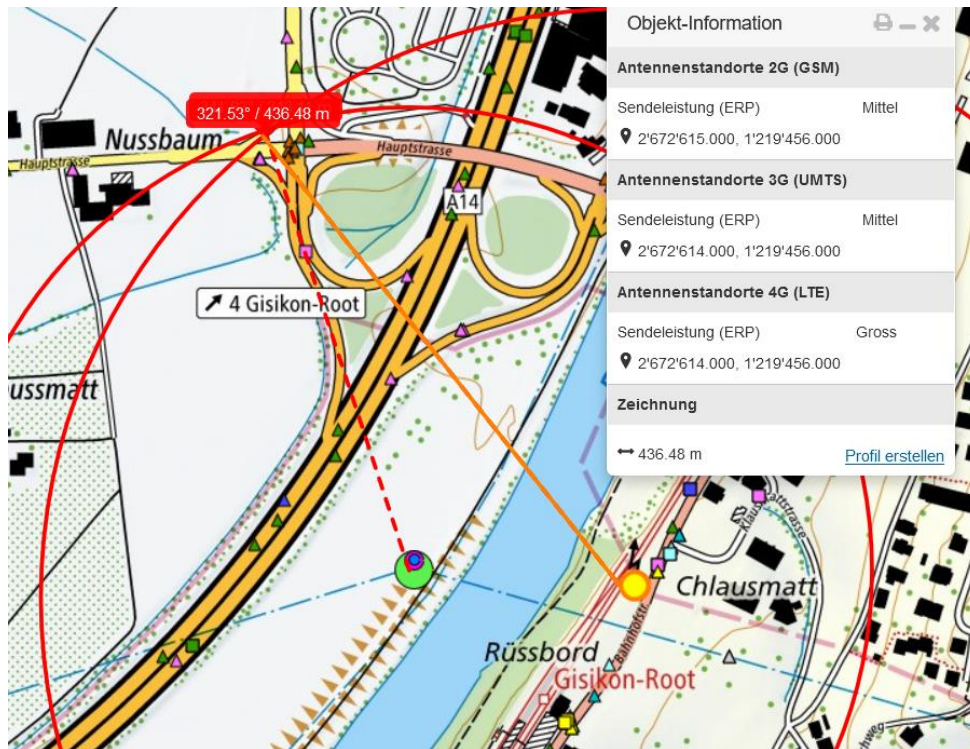 Objekt-Information
Antennenstandorte 2G (GSM)
Sendeleistung (ERP) Mittel
2'672'615.000, 1'219'456.000
Antennenstandorte 3G (UMTS)
Sendeleistung (ERP) Mittel
2'672'614.000, 1'219'456.000
Antennenstandorte 4G (LTE)
Sendeleistung (ERP) Gross
2'672'614.000, 1'219'456.000
Zeichnung
436.48 m Profil erstellen
321.53° / 436.48 m
Nussbaum
Hauptstrasse
Hauptstrasse
A14
4 Gisikon-Root
ussmatt
Chlausmatt
Rüssbord
Bahnhofstr.
Gisikon-Root